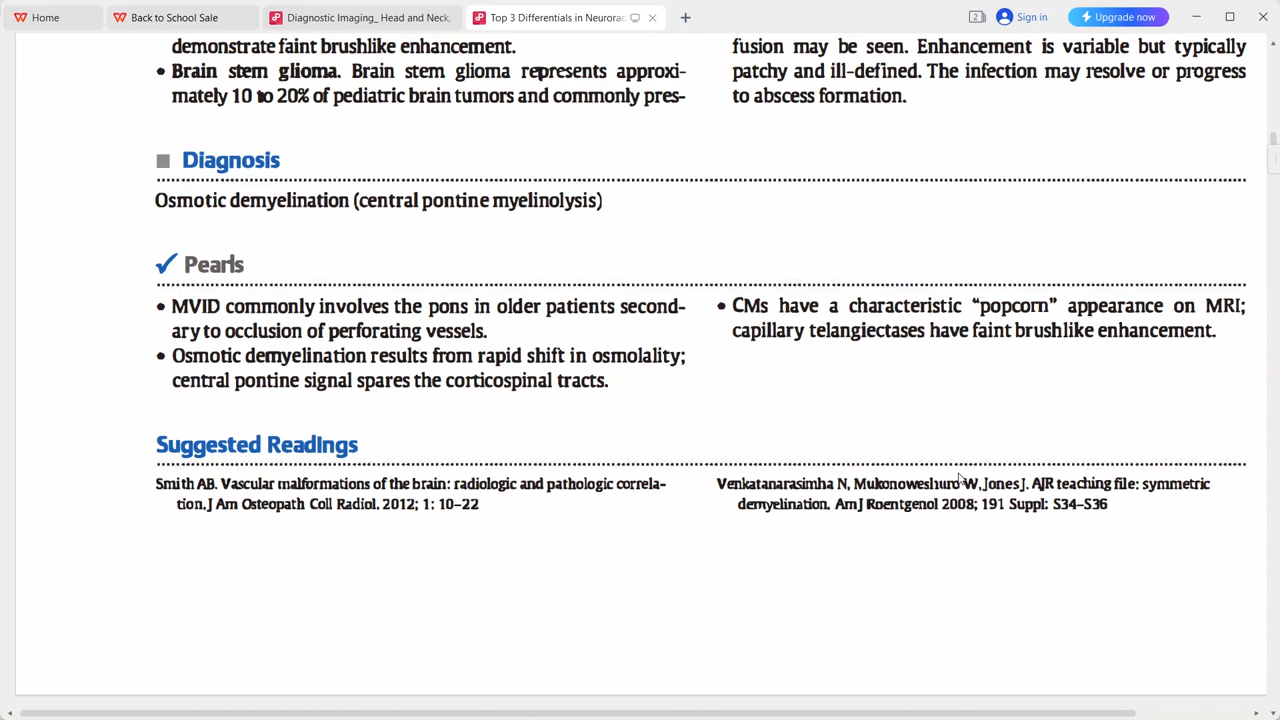 Home
Back to School Sale
Diagnostic Imaging_ Head and Neck,
Top 3 Differentials in Neurorad
2
Sign in
Upgrade now
demonstrate faint brushlike enhancement.
• Brain stem glioma. Brain stem glioma represents approxi-
mately 10 to 20% of pediatric brain tumors and commonly pres-
fusion may be seen. Enhancement is variable but typically
patchy and ill-defined. The infection may resolve or progress
to abscess formation.
Diagnosis
Osmotic demyelination (central pontine myelinolysis)
Pearls
• MVID commonly involves the pons in older patients second-
ary to occlusion of perforating vessels.
• Osmotic demyelination results from rapid shift in osmolality;
central pontine signal spares the corticospinal tracts.
• CMs have a characteristic “popcorn” appearance on MRI;
capillary telangiectases have faint brushlike enhancement.
Suggested Readings
Smith AB. Vascular malformations of the brain: radiologic and pathologic correla-
tion. J Am Osteopath Coll Radiol. 2012; 1: 10–22
Venkatanarasimha N, Mukonoweshuro W, Jones J. AJR teaching file: symmetric
demyelination. Am J Roentgenol 2008; 191 Suppl: S34–S36